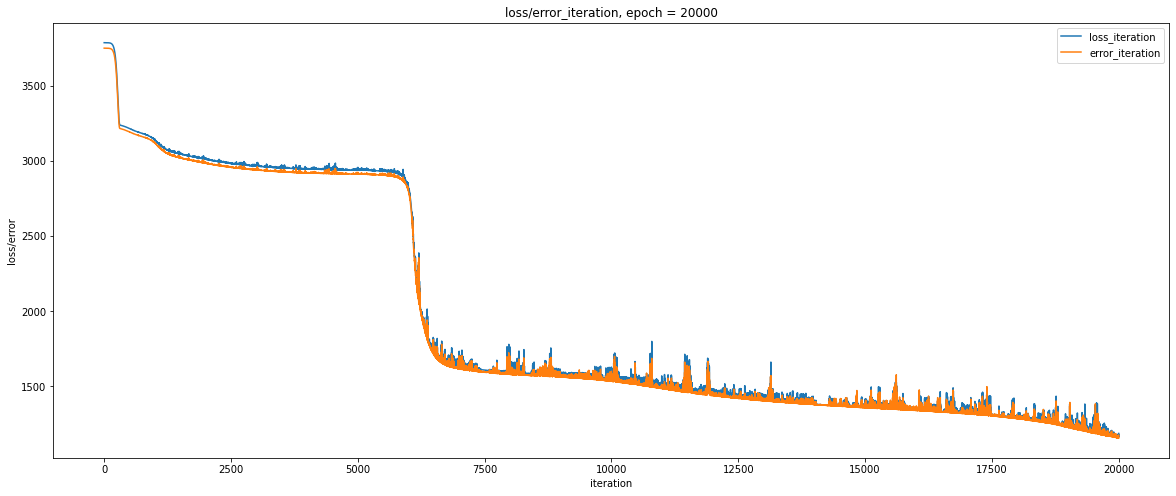 loss/error_iteration, epoch = 20000
loss_iteration
error_iteration
loss/error
3500
3000
2500
2000
1500
0
2500
5000
7500
10000
12500
15000
17500
20000
iteration